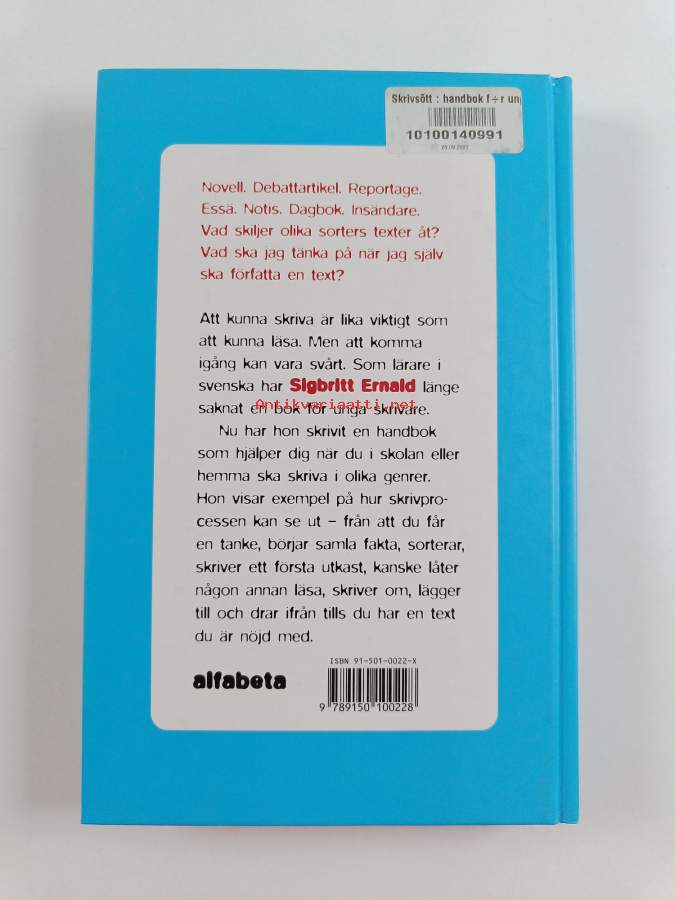 Skrivsõtt : handbok f÷r un
10100140991
Novell. Debattartikel. Reportage.
Essä. Notis. Dagbok. Insändare.
Vad skiljer olika sorters texter åt?
Vad ska jag tänka på när jag själv
ska författa en text?
Att kunna skriva är lika viktigt som
att kunna läsa. Men att komma
igång kan vara svårt. Som lärare i
svenska har Sigbritt Ernald länge
saknat en bok för unga skrivare.
Antikvariaatti.net
Nu har hon skrivit en handbok
som hjälper dig när du i skolan eller
hemma ska skriva i olika genrer.
Hon visar exempel på hur skrivpro-
cessen kan se ut – från att du får
en tanke, börjar samla fakta, sorterar,
skriver ett första utkast, kanske låter
någon annan läsa, skriver om, lägger
till och drar ifrån tills du har en text
du är nöjd med.
ISBN 91-501-0022-X
alfabeta
9 789150 100228